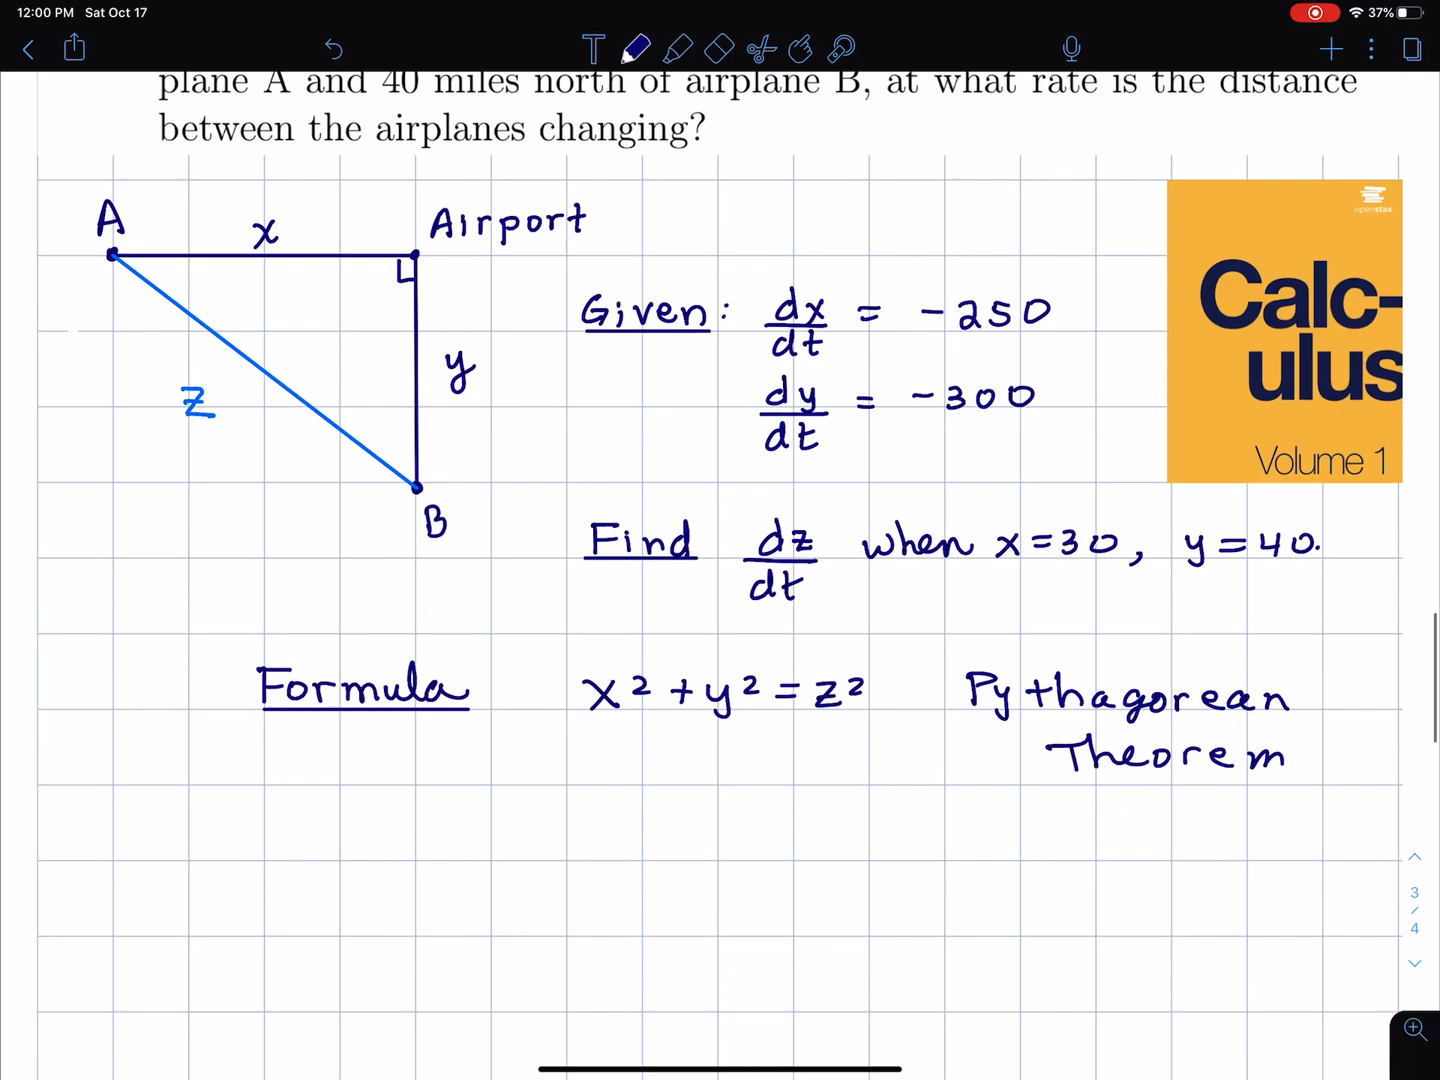 12:00 PM Sat Oct 17
37%
plane A and 40 miles north of airplane B, at what rate is the distance
between the airplanes changing?
A
x
Airport
openstax
Calc-
ulus
Volume 1
Given: dx/dt = -250
dy/dt = -300
y
z
B
Find dz/dt when x=30, y=40.
Formula x² + y² = z² Pythagorean
Theorem
3
/
4